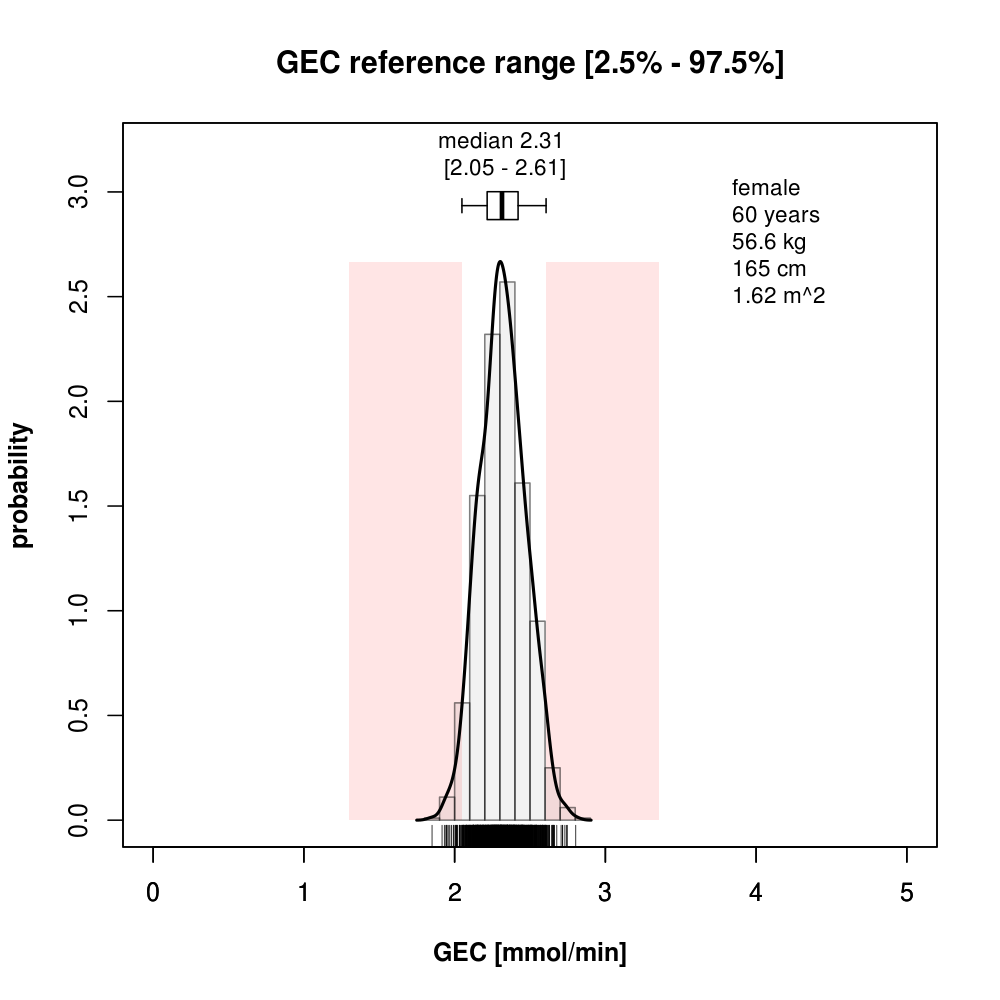 GEC reference range [2.5% - 97.5%]
median 2.31
[2.05 - 2.61]
female
60 years
56.6 kg
165 cm
1.62 m^2
probability
3.0
2.5
2.0
1.5
1.0
0.5
0.0
0 1 2 3 4 5
GEC [mmol/min]